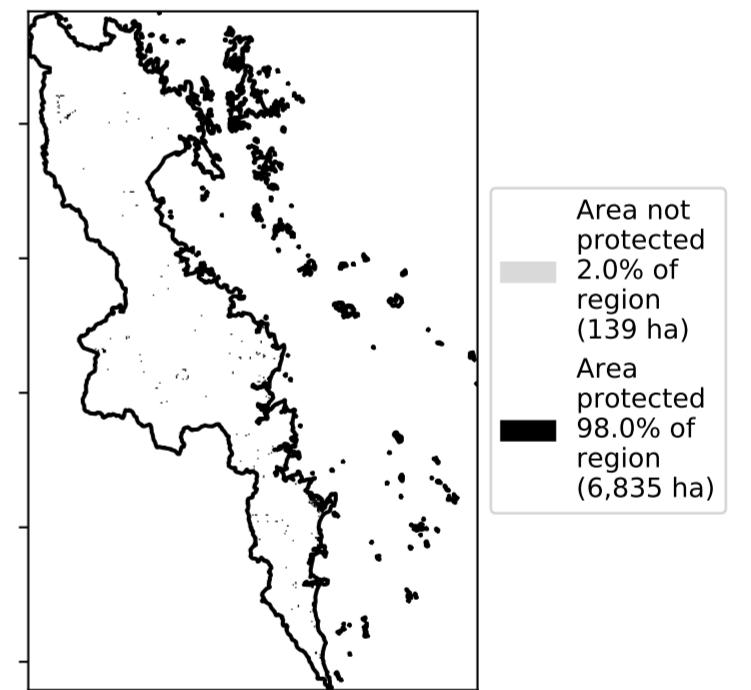 Area not
protected
2.0% of
region
(139 ha)
Area
protected
98.0% of
region
(6,835 ha)